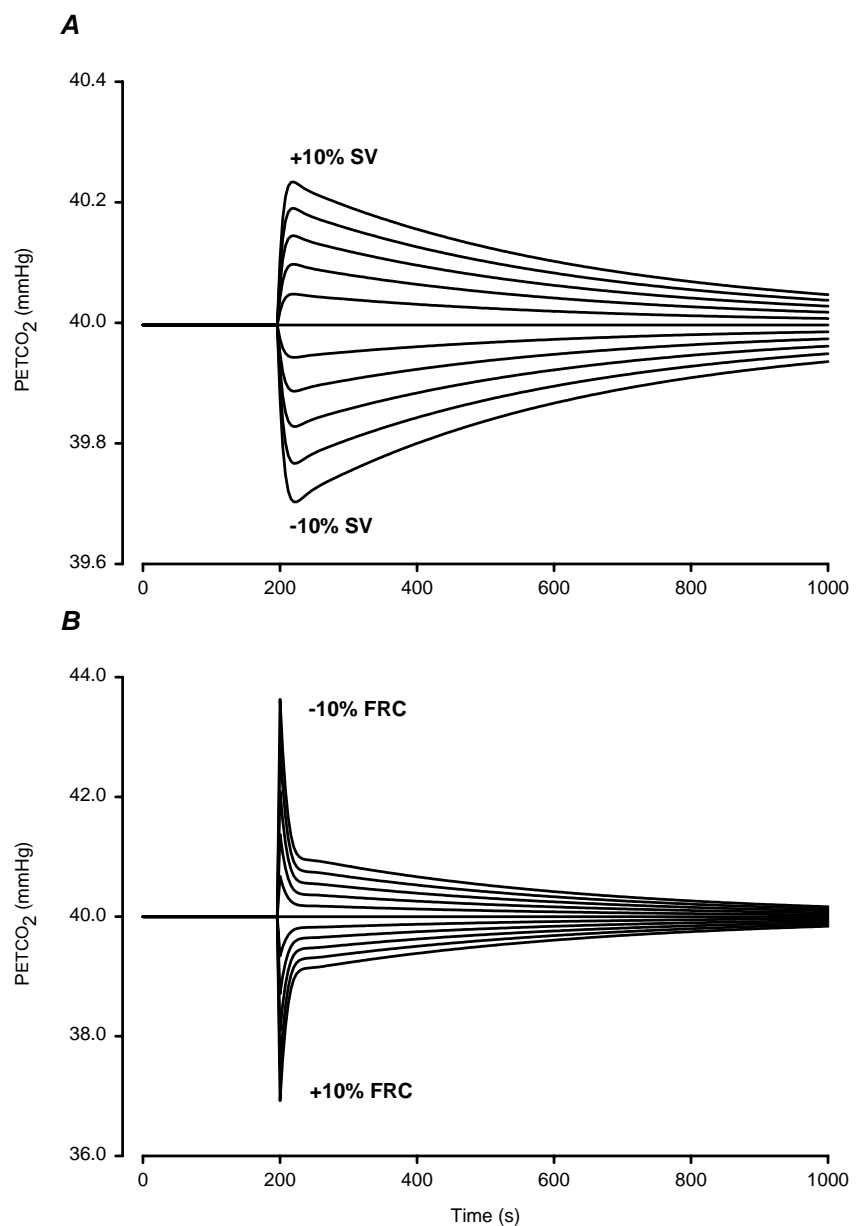 A
40.4
+10% SV
40.2
PETCO2 (mmHg)
40.0
39.8
-10% SV
39.6
0 200 400 600 800 1000
B
44.0
-10% FRC
42.0
PETCO2 (mmHg)
40.0
38.0
+10% FRC
36.0
0 200 400 600 800 1000
Time (s)